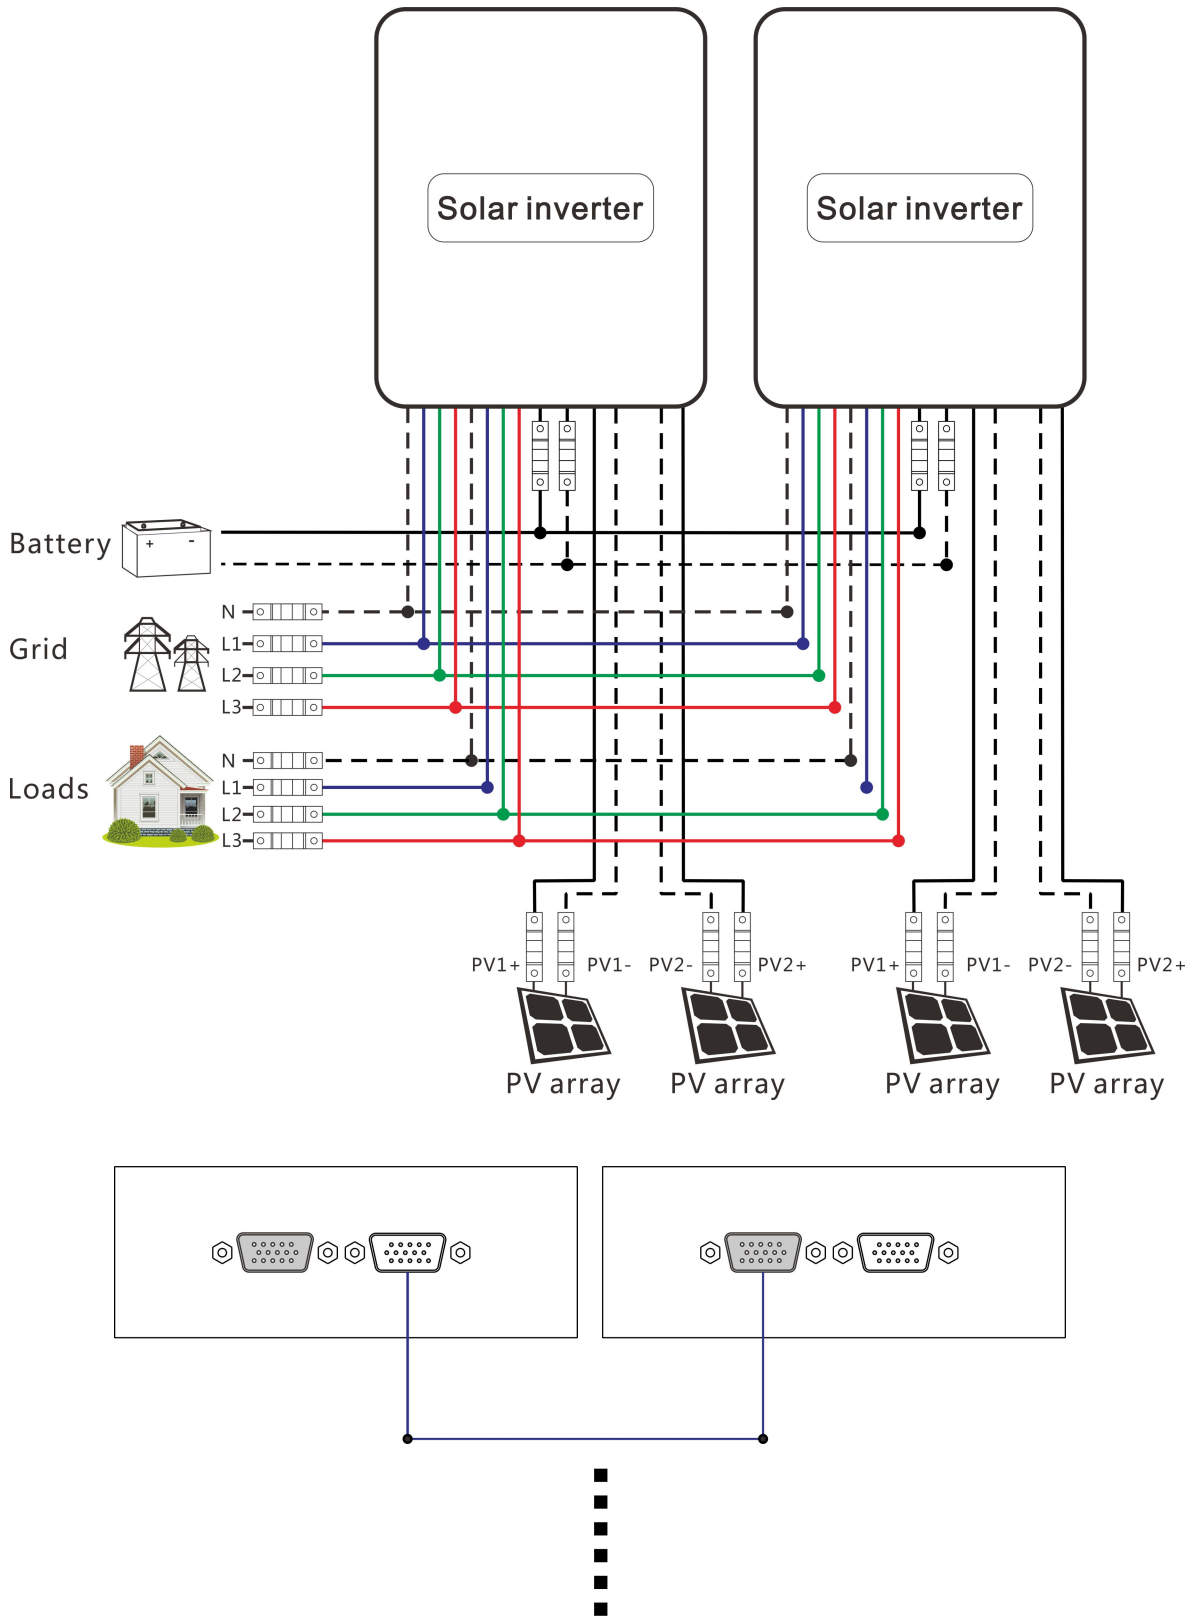 Solar inverter
Solar inverter
Battery
+ -
Grid
N
L1
L2
L3
Loads
N
L1
L2
L3
PV1+ PV1- PV2- PV2+ PV1+ PV1- PV2- PV2+
PV array PV array PV array PV array